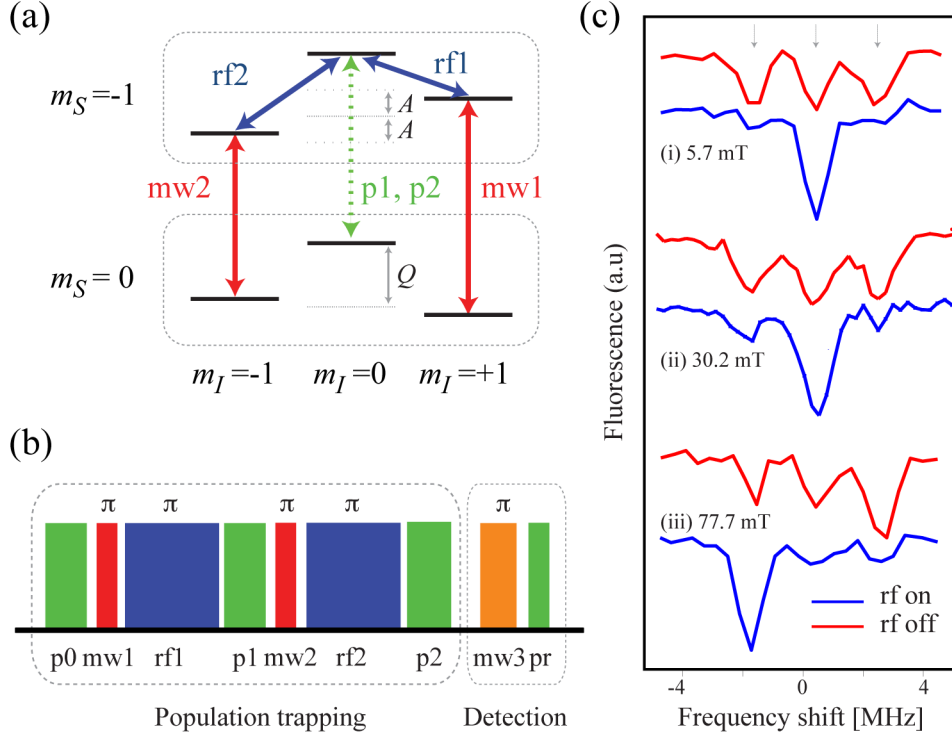 (a)
rf2
rf1
m_S=-1
A
A
mw2
p1, p2
mw1
m_S= 0
Q
m_I=-1
m_I=0
m_I=+1
(b)
π
π
π
π
π
p0
mw1
rf1
p1
mw2
rf2
p2
mw3
pr
Population trapping
Detection
(c)
Fluorescence (a.u)
(i) 5.7 mT
(ii) 30.2 mT
(iii) 77.7 mT
rf on
rf off
-4
0
4
Frequency shift [MHz]